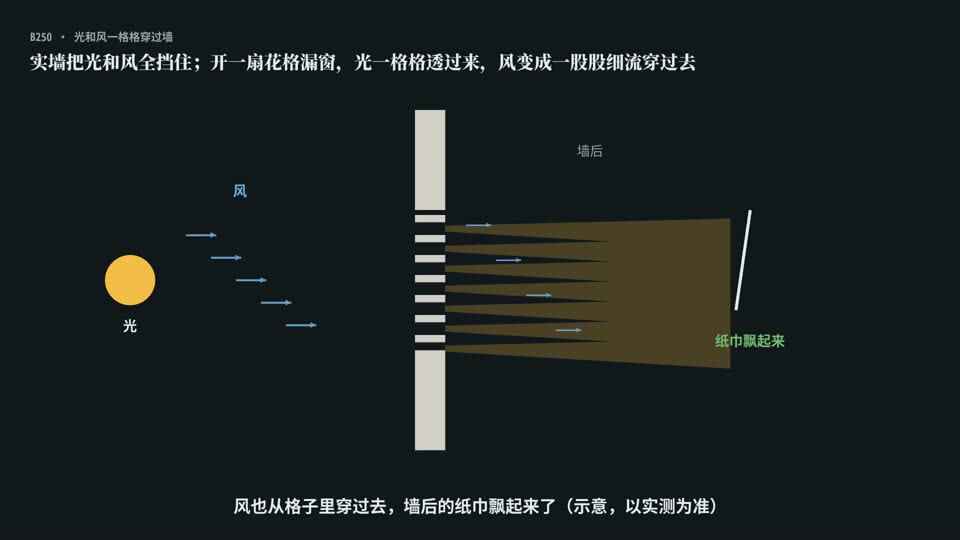 B250 · 光和风一格格穿过墙
实墙把光和风全挡住；开一扇花格漏窗，光一格格透过来，风变成一股股细流穿过去
墙后
风
光
纸巾飘起来
风也从格子里穿过去，墙后的纸巾飘起来了（示意，以实测为准）